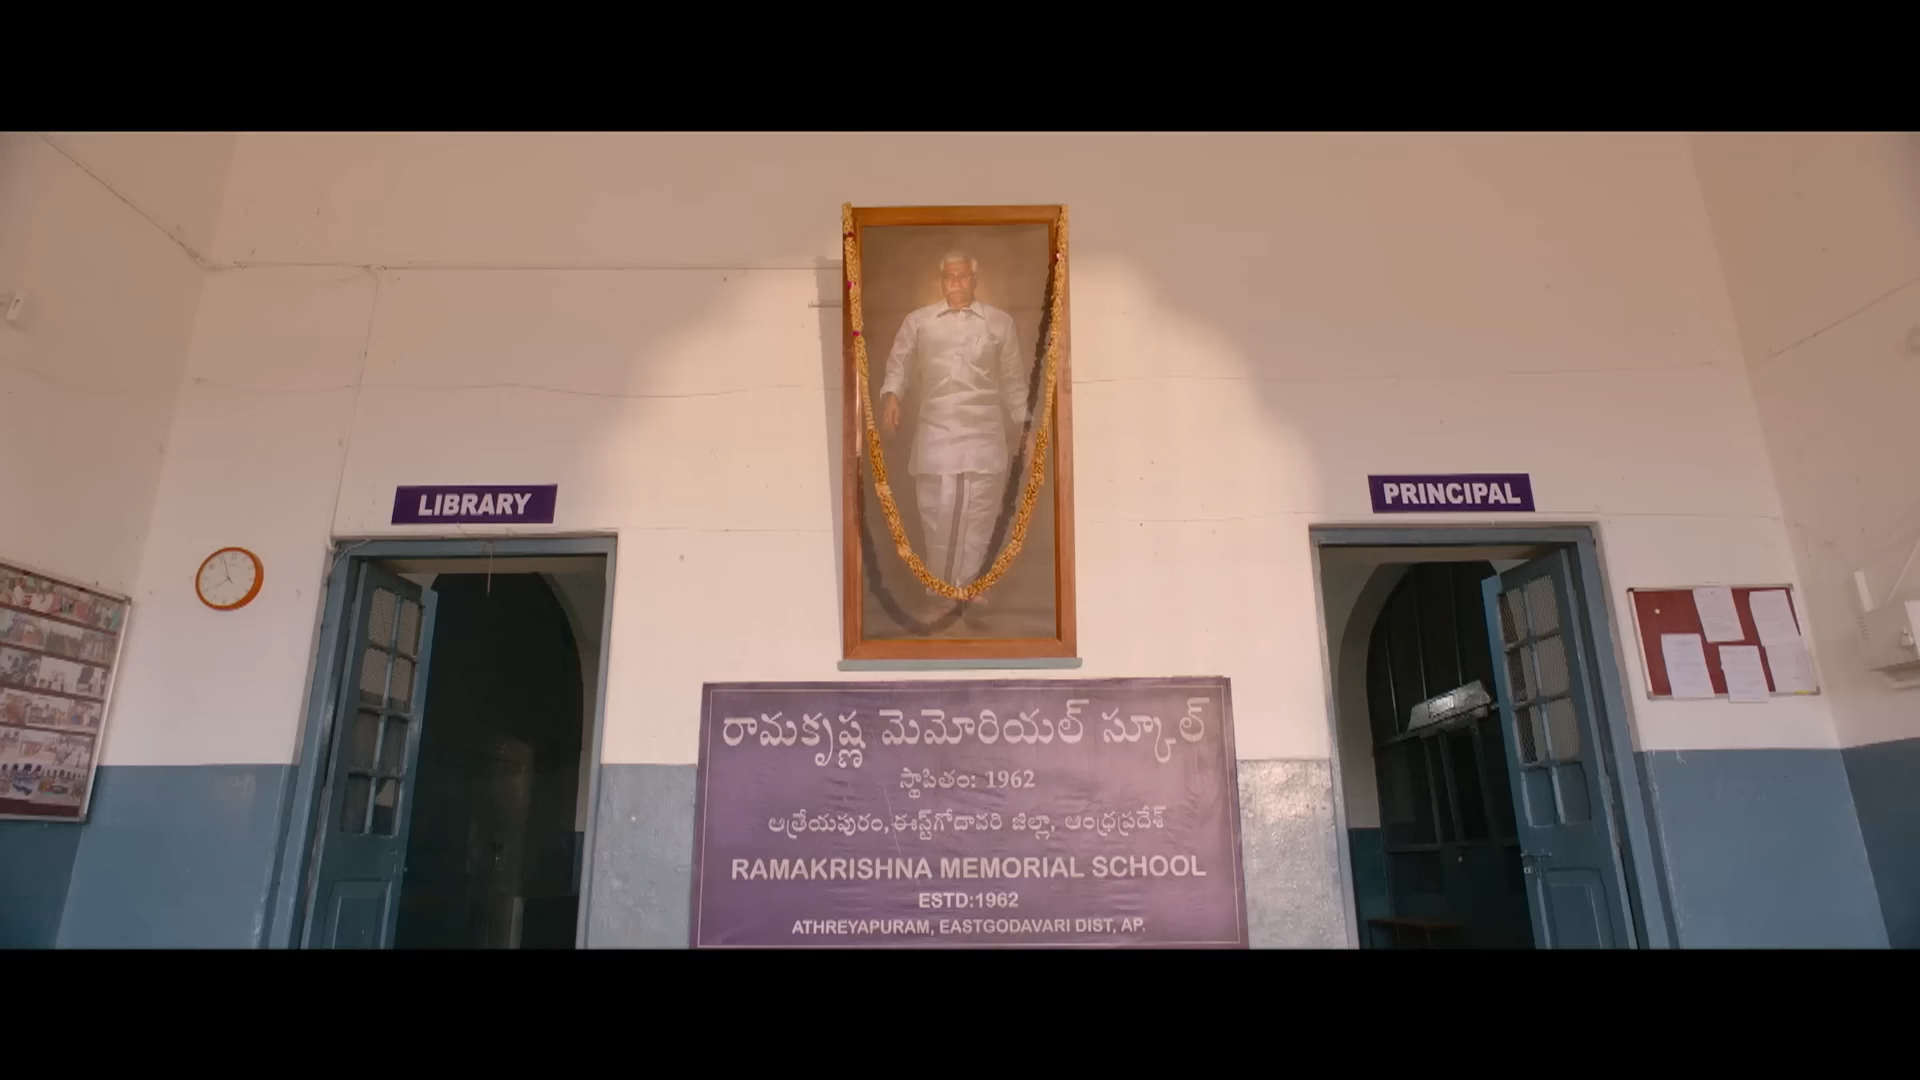 LIBRARY
PRINCIPAL
రామకృష్ణ మెమోరియల్ స్కూల్
స్థాపితం: 1962
ఆత్రేయపురం, ఈస్ట్‌గోదావరి జిల్లా, ఆంధ్రప్రదేశ్
RAMAKRISHNA MEMORIAL SCHOOL
ESTD:1962
ATHREYAPURAM, EASTGODAVARI DIST, AP.